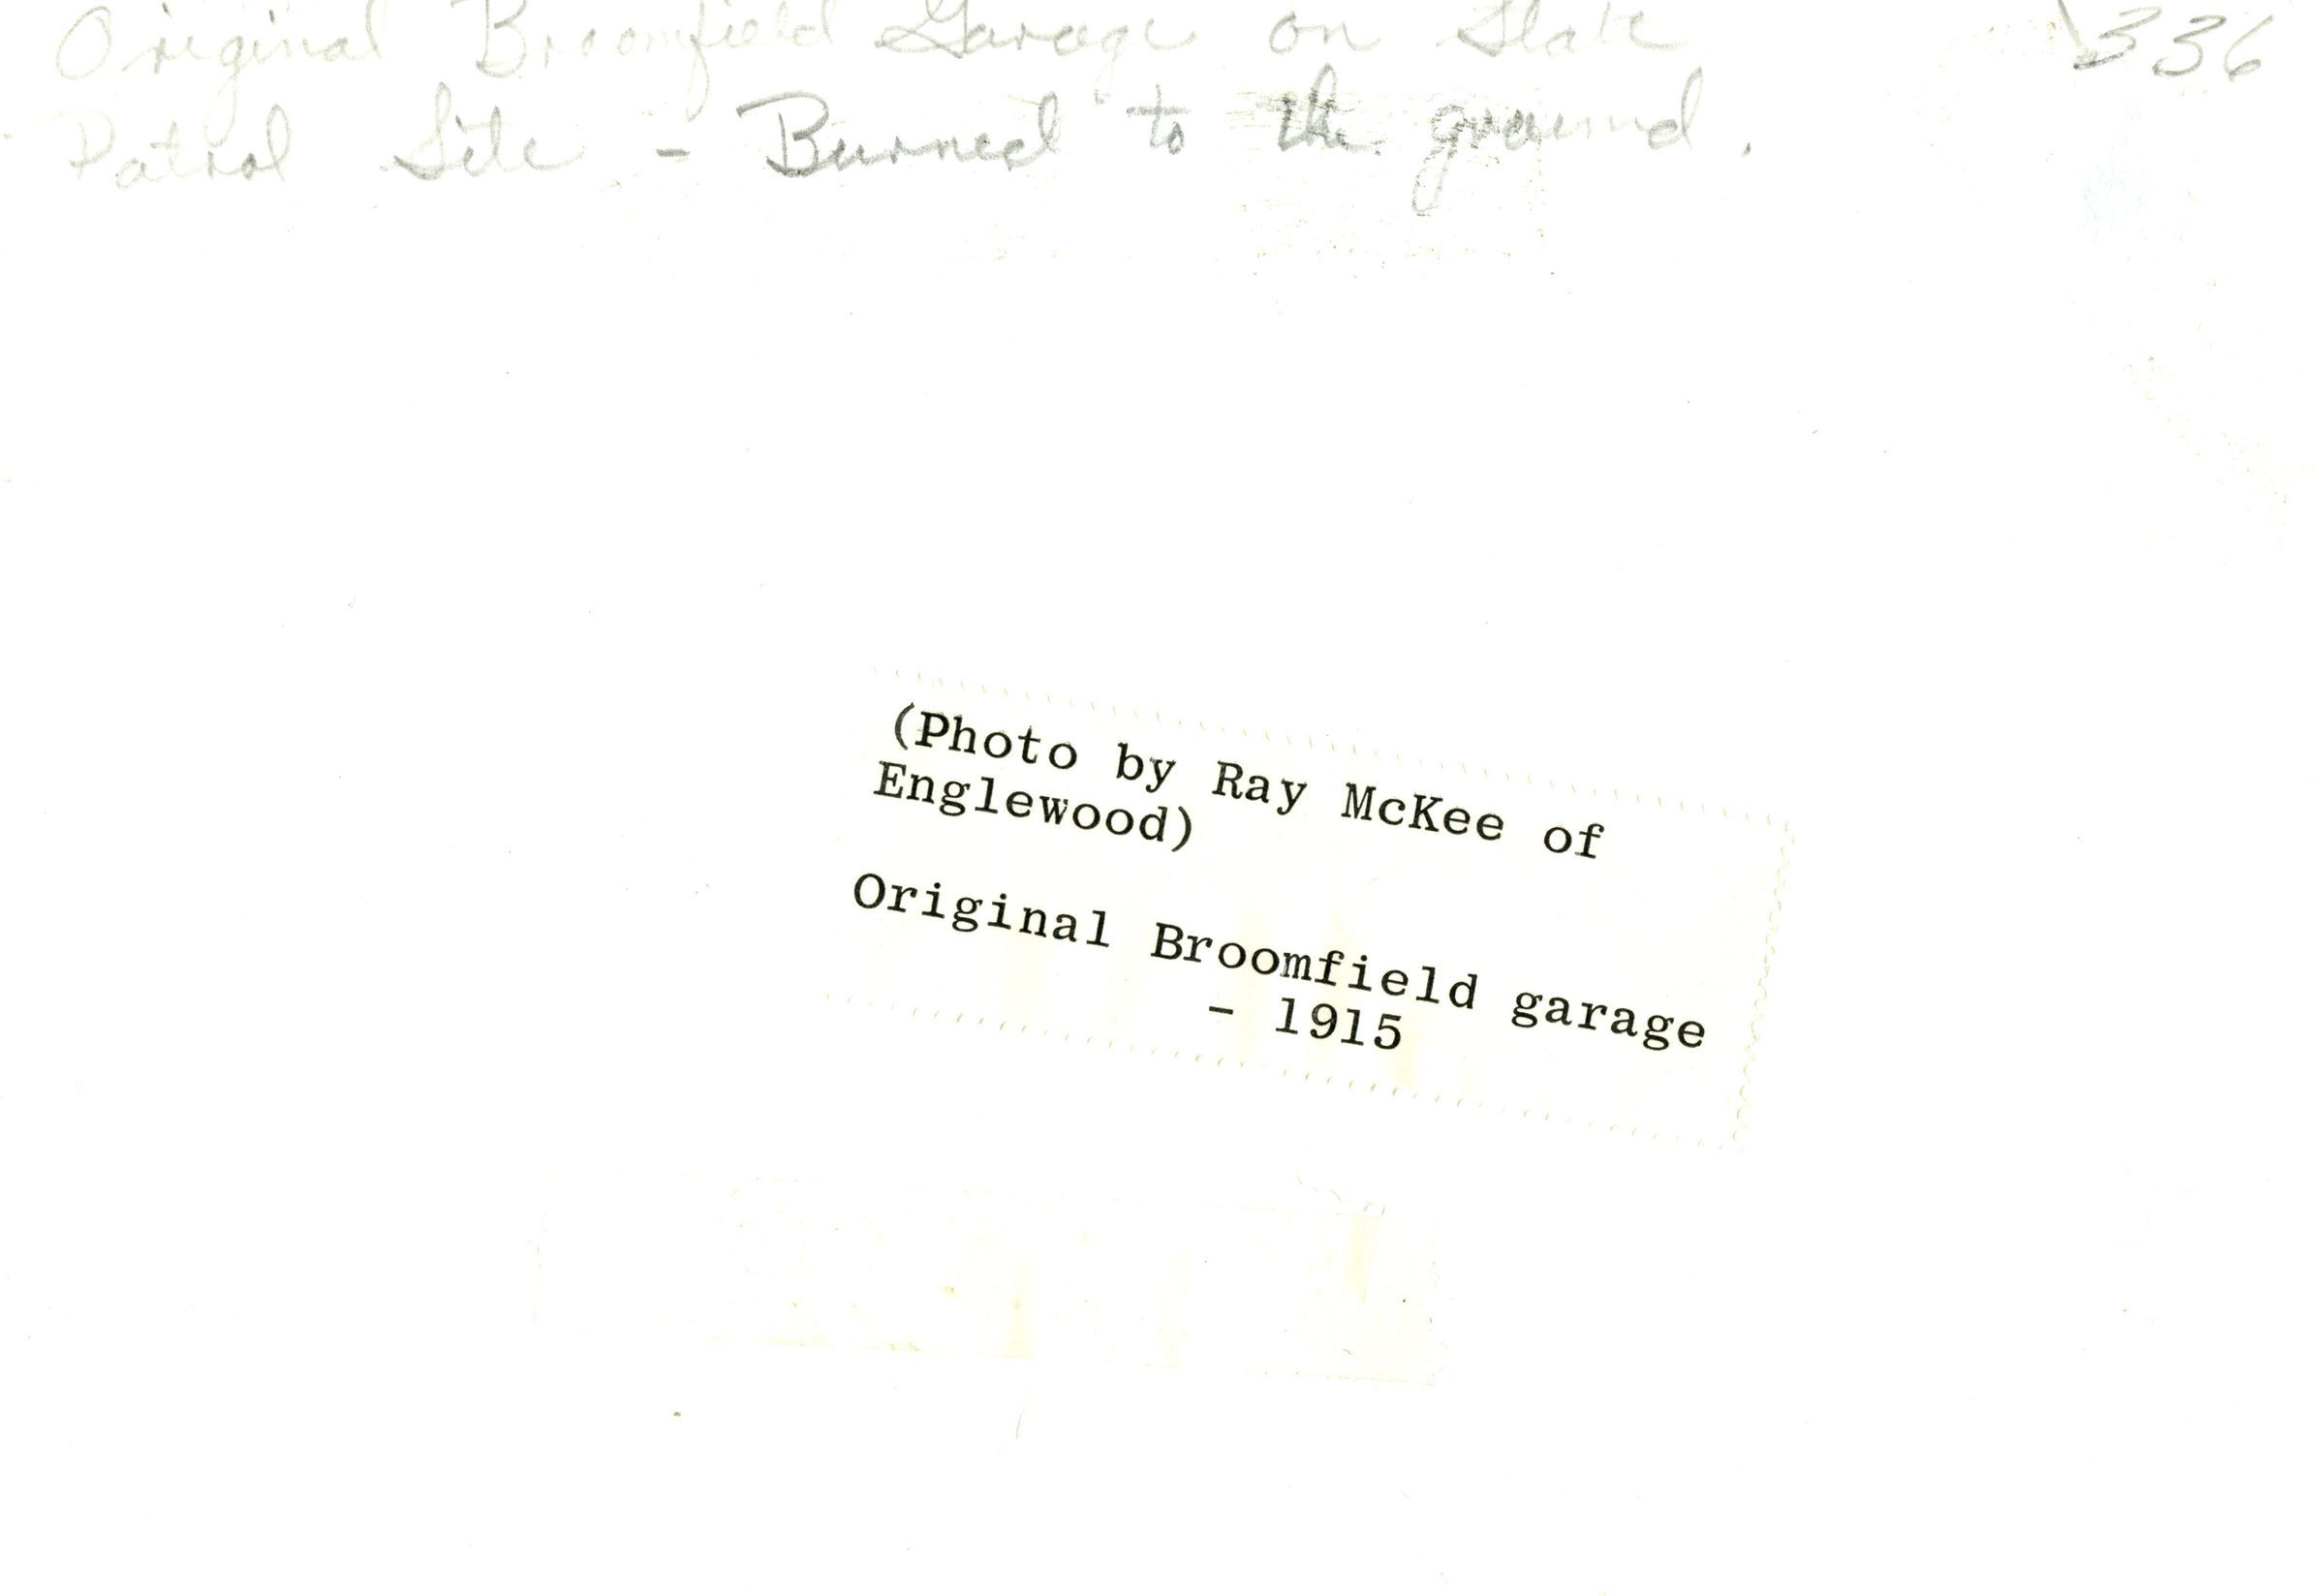 Original Broomfield Garage on State
336
Patrol Site - Burned to the ground.
(Photo by Ray McKee of
Englewood)
Original Broomfield garage
- 1915